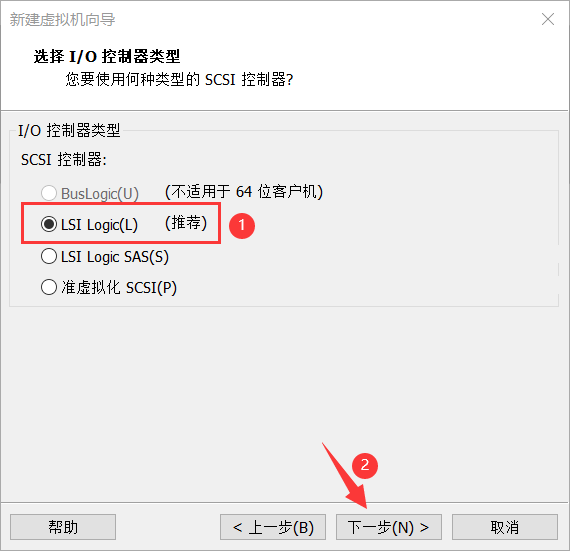 新建虚拟机向导
选择 I/O 控制器类型
您要使用何种类型的 SCSI 控制器?
I/O 控制器类型
SCSI 控制器:
BusLogic(U) (不适用于 64 位客户机)
LSI Logic(L) (推荐) 1
LSI Logic SAS(S)
准虚拟化 SCSI(P)
2
帮助 < 上一步(B) 下一步(N) > 取消